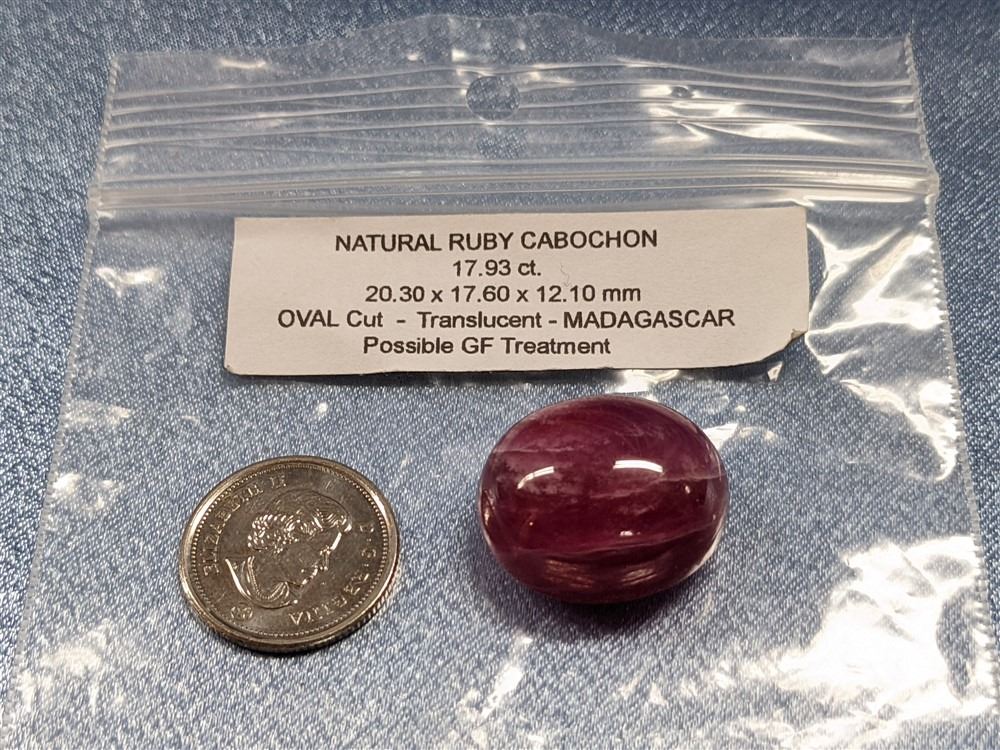 NATURAL RUBY CABOCHON
17.93 ct.
20.30 x 17.60 x 12.10 mm
OVAL Cut - Translucent - MADAGASCAR
Possible GF Treatment
ELIZABETH II D·G·REGINA